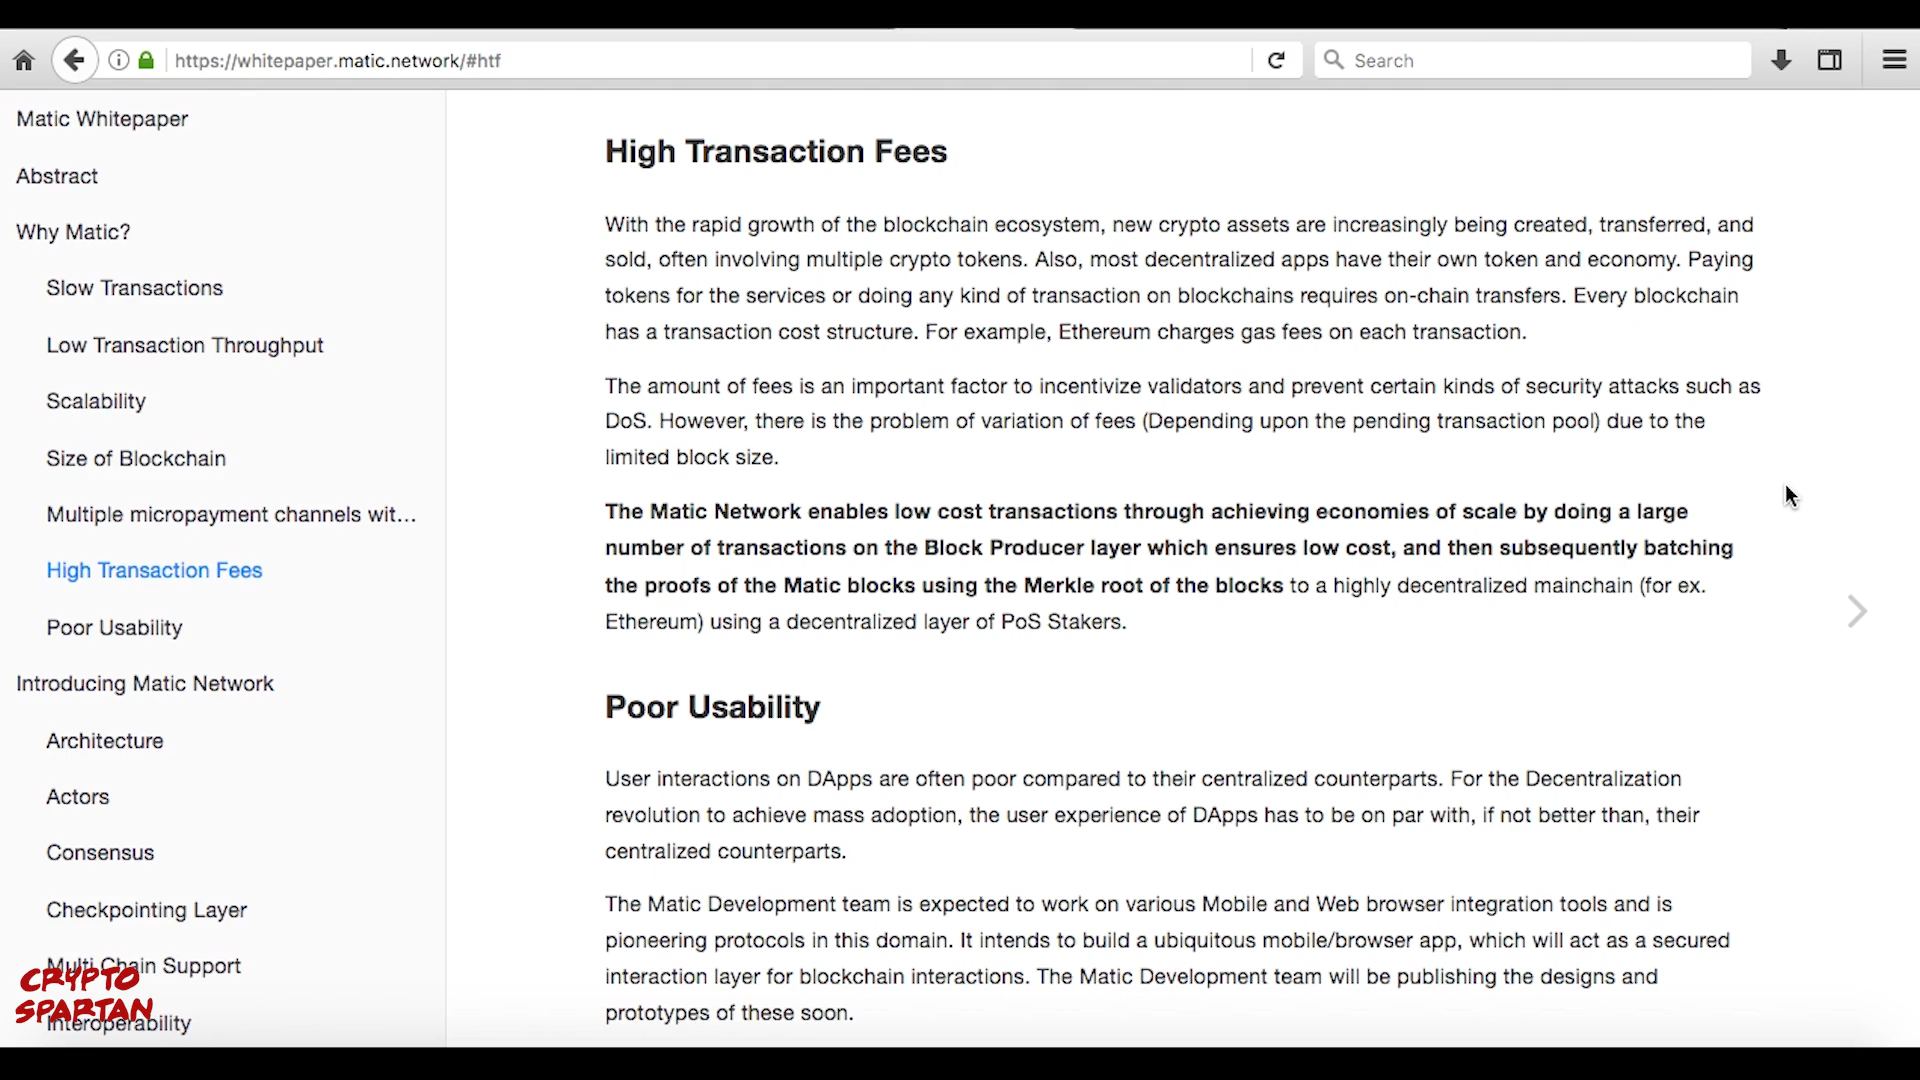 https://whitepaper.matic.network/#htf
Search
Matic Whitepaper
Abstract
Why Matic?
Slow Transactions
Low Transaction Throughput
Scalability
Size of Blockchain
Multiple micropayment channels wit...
High Transaction Fees
Poor Usability
Introducing Matic Network
Architecture
Actors
Consensus
Checkpointing Layer
Multi Chain Support
Interoperability
CRYPTO
SPARTAN
High Transaction Fees
With the rapid growth of the blockchain ecosystem, new crypto assets are increasingly being created, transferred, and
sold, often involving multiple crypto tokens. Also, most decentralized apps have their own token and economy. Paying
tokens for the services or doing any kind of transaction on blockchains requires on-chain transfers. Every blockchain
has a transaction cost structure. For example, Ethereum charges gas fees on each transaction.
The amount of fees is an important factor to incentivize validators and prevent certain kinds of security attacks such as
DoS. However, there is the problem of variation of fees (Depending upon the pending transaction pool) due to the
limited block size.
The Matic Network enables low cost transactions through achieving economies of scale by doing a large
number of transactions on the Block Producer layer which ensures low cost, and then subsequently batching
the proofs of the Matic blocks using the Merkle root of the blocks to a highly decentralized mainchain (for ex.
Ethereum) using a decentralized layer of PoS Stakers.
Poor Usability
User interactions on DApps are often poor compared to their centralized counterparts. For the Decentralization
revolution to achieve mass adoption, the user experience of DApps has to be on par with, if not better than, their
centralized counterparts.
The Matic Development team is expected to work on various Mobile and Web browser integration tools and is
pioneering protocols in this domain. It intends to build a ubiquitous mobile/browser app, which will act as a secured
interaction layer for blockchain interactions. The Matic Development team will be publishing the designs and
prototypes of these soon.